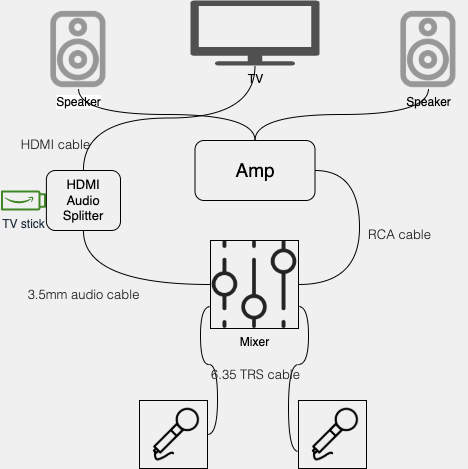 TV
Speaker
Speaker
HDMI cable
Amp
HDMI
Audio
Splitter
TV stick
RCA cable
3.5mm audio cable
Mixer
6.35 TRS cable